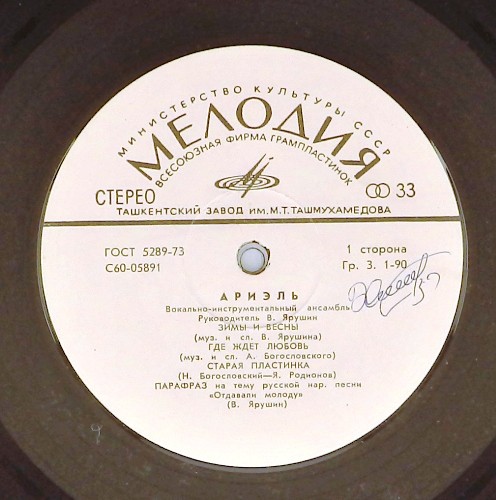 МИНИСТЕРСТВО КУЛЬТУРЫ СССР
МЕЛОДИЯ
ВСЕСОЮЗНАЯ ФИРМА ГРАМПЛАСТИНОК
СТЕРЕО
33
ТАШКЕНТСКИЙ ЗАВОД ИМ. М.Т. ТАШМУХАМЕДОВА
ГОСТ 5289-73
1 сторона
С60-05891
Гр. 3. 1-90
АРИЭЛЬ
Вокально-инструментальный ансамбль
Руководитель В. Ярушин
ЗИМЫ И ВЕСНЫ
(муз. и сл. В. Ярушина)
ГДЕ ЖДЕТ ЛЮБОВЬ
(муз. и сл. А. Богословского)
СТАРАЯ ПЛАСТИНКА
(Н. Богословский—Я. Родионов)
ПАРАФРАЗ на тему русской нар. песни
«Отдавали молоду»
(В. Ярушин)